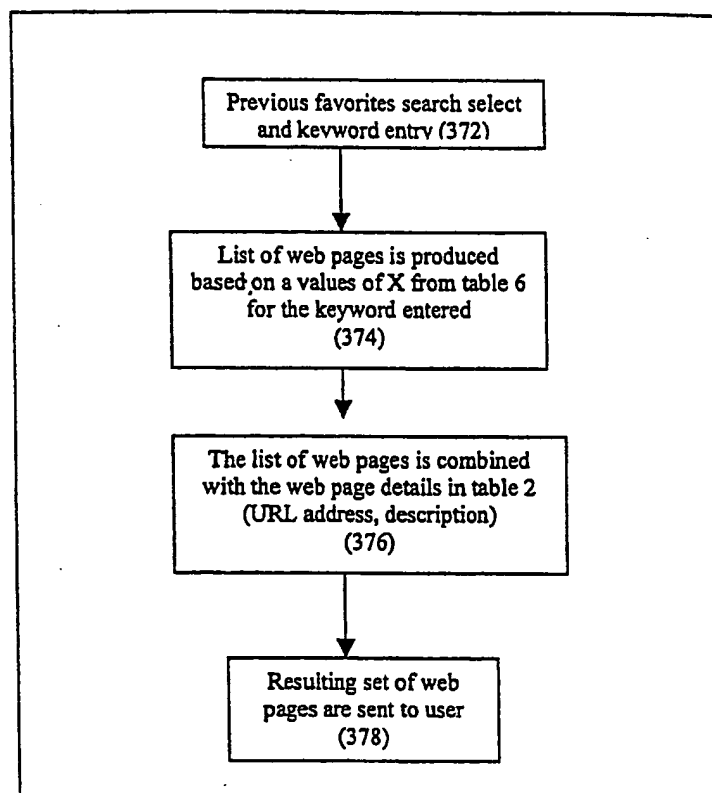 Previous favorites search select
and keyword entry (372)
List of web pages is produced
based on a values of X from table 6
for the keyword entered
(374)
The list of web pages is combined
with the web page details in table 2
(URL address, description)
(376)
Resulting set of web
pages are sent to user
(378)